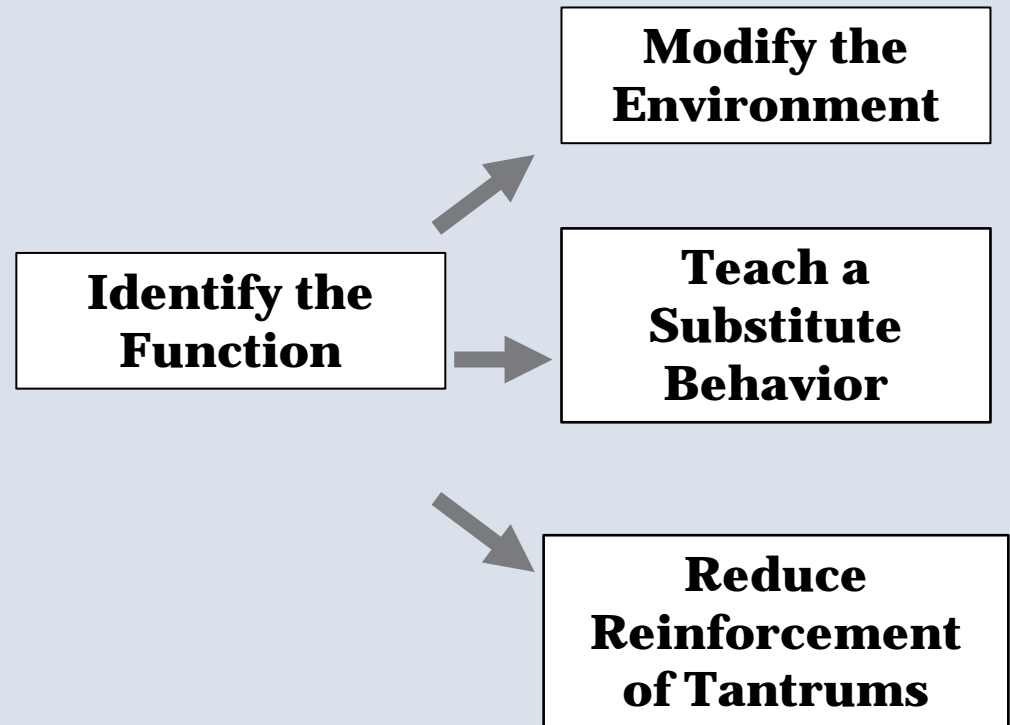 Modify the
Environment
Identify the
Function
Teach a
Substitute
Behavior
Reduce
Reinforcement
of Tantrums